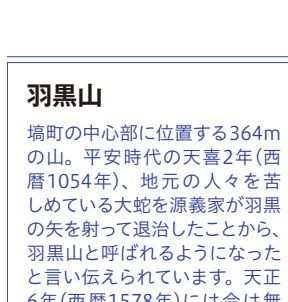 羽黒山
塙町の中心部に位置する364m
の山。平安時代の天喜2年(西
暦1054年)、地元の人々を苦
しめている大蛇を源義家が羽黒
の矢を射って退治したことから、
羽黒山と呼ばれるようになった
と言い伝えられています。天正
6年(西暦1578年)には今は無